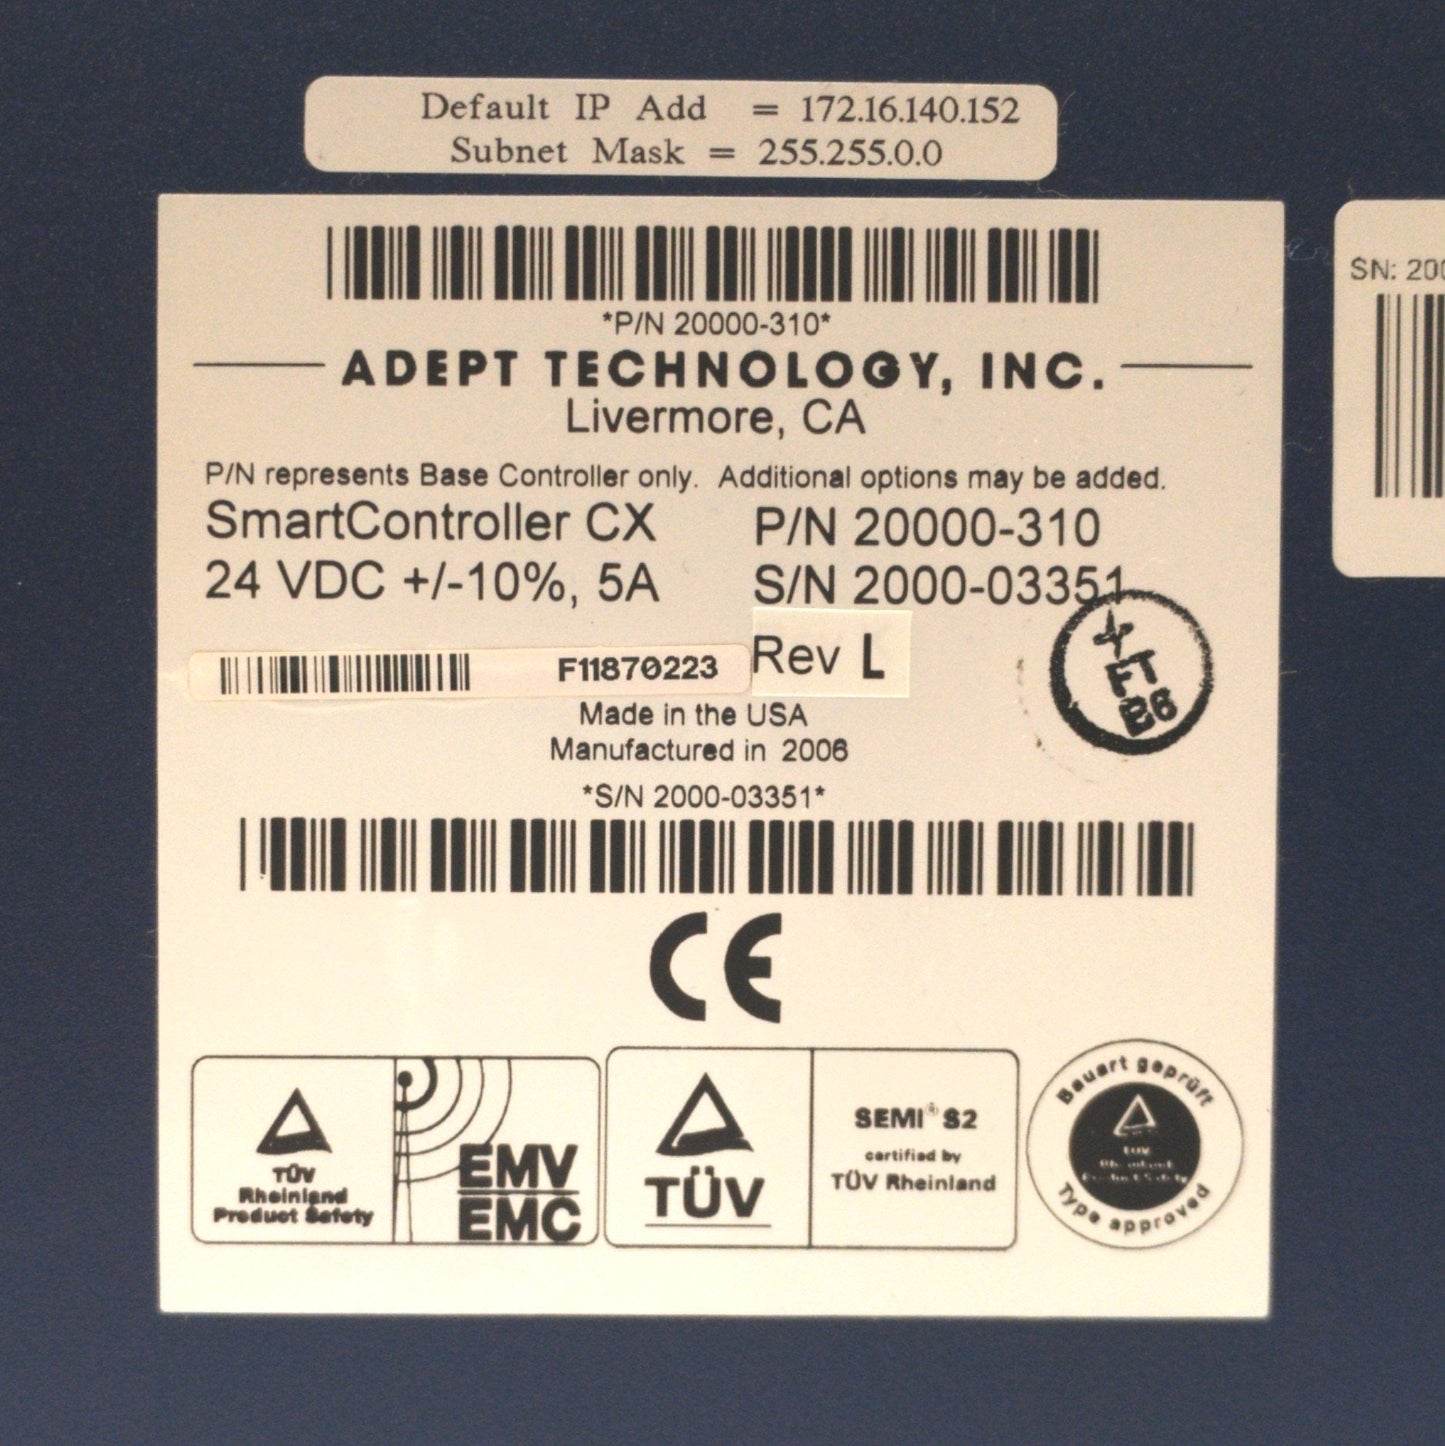 Default IP Add = 172.16.140.152
Subnet Mask = 255.255.0.0
*P/N 20000-310*
ADEPT TECHNOLOGY, INC.
Livermore, CA
P/N represents Base Controller only. Additional options may be added.
SmartController CX P/N 20000-310
24 VDC +/-10%, 5A S/N 2000-03351
F11870223 Rev L
Made in the USA
Manufactured in 2006
*S/N 2000-03351*
CE
TÜV
Rheinland
Product Safety
EMV
EMC
TÜV
SEMI® S2
certified by
TÜV Rheinland
Bauart geprüft
TÜV
Type approved
SN: 200